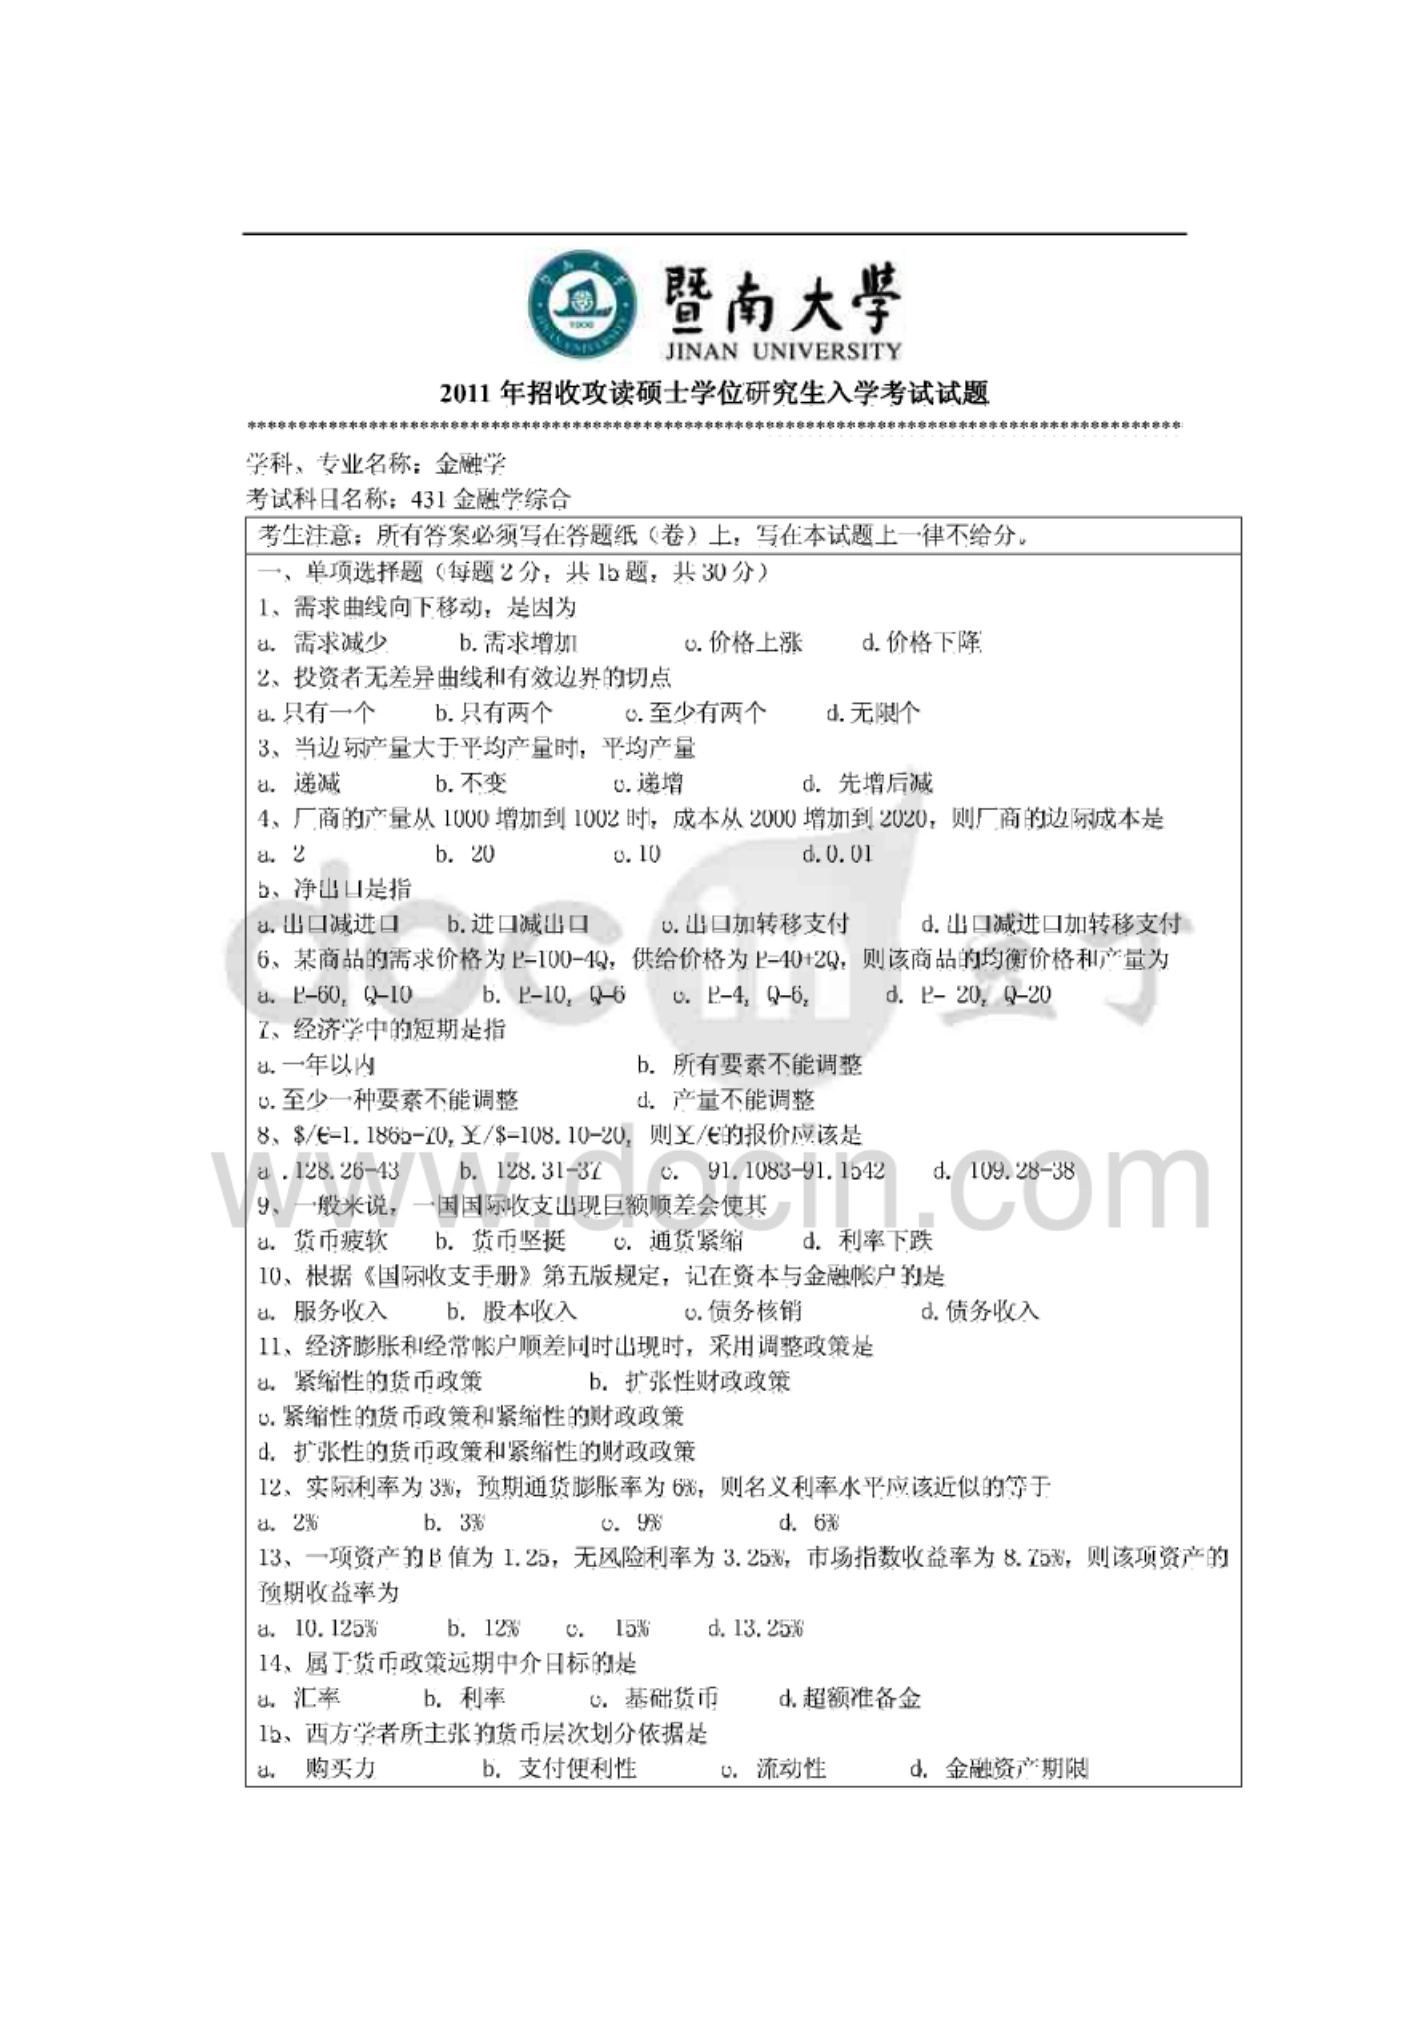 暨南大学
JINAN UNIVERSITY
2011 年招收攻读硕士学位研究生入学考试试题
学科、专业名称：金融学
考试科目名称：431 金融学综合
考生注意：所有答案必须写在答题纸（卷）上，写在本试题上一律不给分。
一、单项选择题（每题 2 分，共 15 题，共 30 分）
1、需求曲线向下移动，是因为
a. 需求减少 b.需求增加 c.价格上涨 d.价格下降
2、投资者无差异曲线和有效边界的切点
a.只有一个 b.只有两个 c.至少有两个 d.无限个
3、当边际产量大于平均产量时，平均产量
a. 递减 b.不变 c.递增 d. 先增后减
4、厂商的产量从 1000 增加到 1002 时，成本从 2000 增加到 2020，则厂商的边际成本是
a. 2 b. 20 c.10 d.0.01
5、净出口是指
a.出口减进口 b.进口减出口 c.出口加转移支付 d.出口减进口加转移支付
6、某商品的需求价格为 P=100-4Q，供给价格为 P=40+2Q，则该商品的均衡价格和产量为
a. P=60, Q=10 b. P=10, Q=6 c. P=4, Q=6, d. P= 20, Q=20
7、经济学中的短期是指
a.一年以内 b. 所有要素不能调整
c.至少一种要素不能调整 d. 产量不能调整
8、$/€=1.1865-70,￥/$=108.10-20, 则￥/€的报价应该是
a .128.26-43 b. 128.31-37 c. 91.1083-91.1542 d. 109.28-38
9、一般来说，一国国际收支出现巨额顺差会使其
a. 货币疲软 b. 货币坚挺 c. 通货紧缩 d. 利率下跌
10、根据《国际收支手册》第五版规定，记在资本与金融帐户的是
a. 服务收入 b. 股本收入 c.债务核销 d.债务收入
11、经济膨胀和经常帐户顺差同时出现时，采用调整政策是
a. 紧缩性的货币政策 b. 扩张性财政政策
c.紧缩性的货币政策和紧缩性的财政政策
d. 扩张性的货币政策和紧缩性的财政政策
12、实际利率为 3%，预期通货膨胀率为 6%，则名义利率水平应该近似的等于
a. 2% b. 3% c. 9% d. 6%
13、一项资产的 B 值为 1.25，无风险利率为 3.25%，市场指数收益率为 8.75%，则该项资产的
预期收益率为
a. 10.125% b. 12% c. 15% d.13.25%
14、属于货币政策远期中介目标的是
a. 汇率 b. 利率 c. 基础货币 d.超额准备金
15、西方学者所主张的货币层次划分依据是
a. 购买力 b. 支付便利性 c. 流动性 d. 金融资产期限
docin 豆丁
www.docin.com